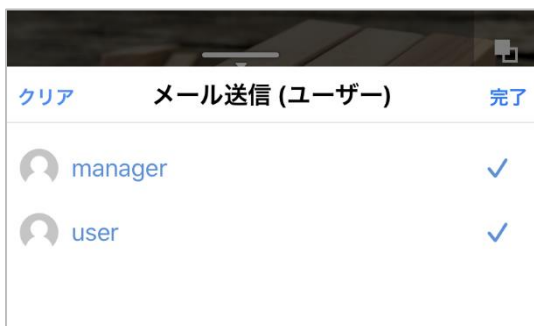 クリア
メール送信 (ユーザー)
完了
manager
user